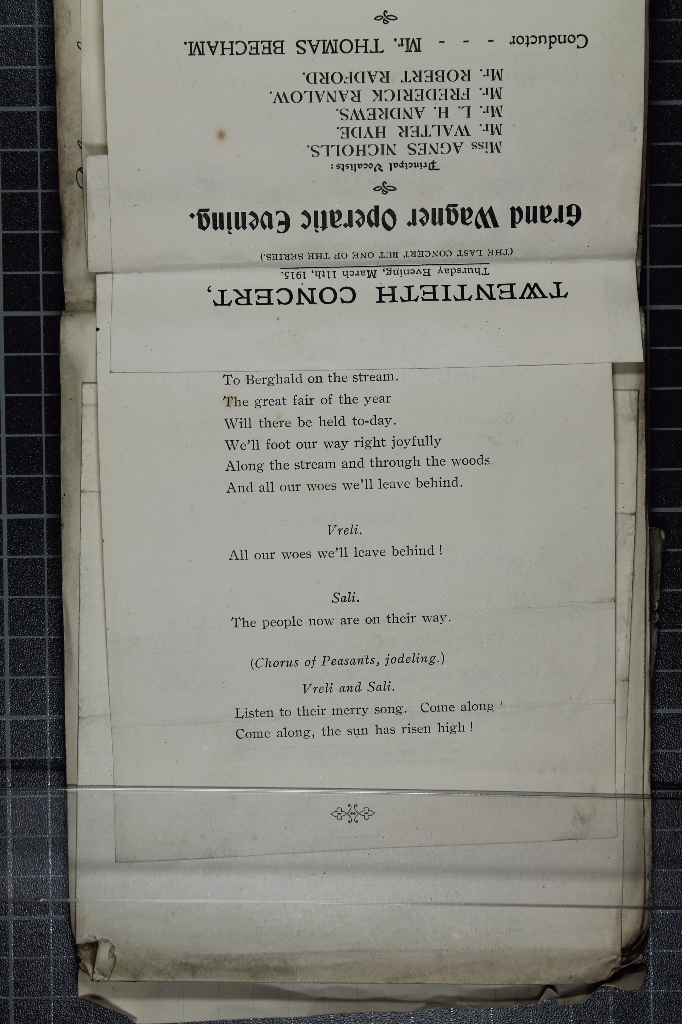 TWENTIETH CONCERT,
Thursday Evening, March 11th, 1915.
(THE LAST CONCERT BUT ONE OF THE SERIES.)
Grand Wagner Operatic Evening.
Principal Vocalists:
Miss AGNES NICHOLLS.
Mr. WALTER HYDE.
Mr. L. H. ANDREWS.
Mr. FREDERICK RANALOW.
Mr. ROBERT RADFORD.
Conductor - - - Mr. THOMAS BEECHAM.
To Berghald on the stream.
The great fair of the year
Will there be held to-day.
We'll foot our way right joyfully
Along the stream and through the woods
And all our woes we'll leave behind.
Vreli.
All our woes we'll leave behind!
Sali.
The people now are on their way.
(Chorus of Peasants, jodeling.)
Vreli and Sali.
Listen to their merry song. Come along!
Come along, the sun has risen high!